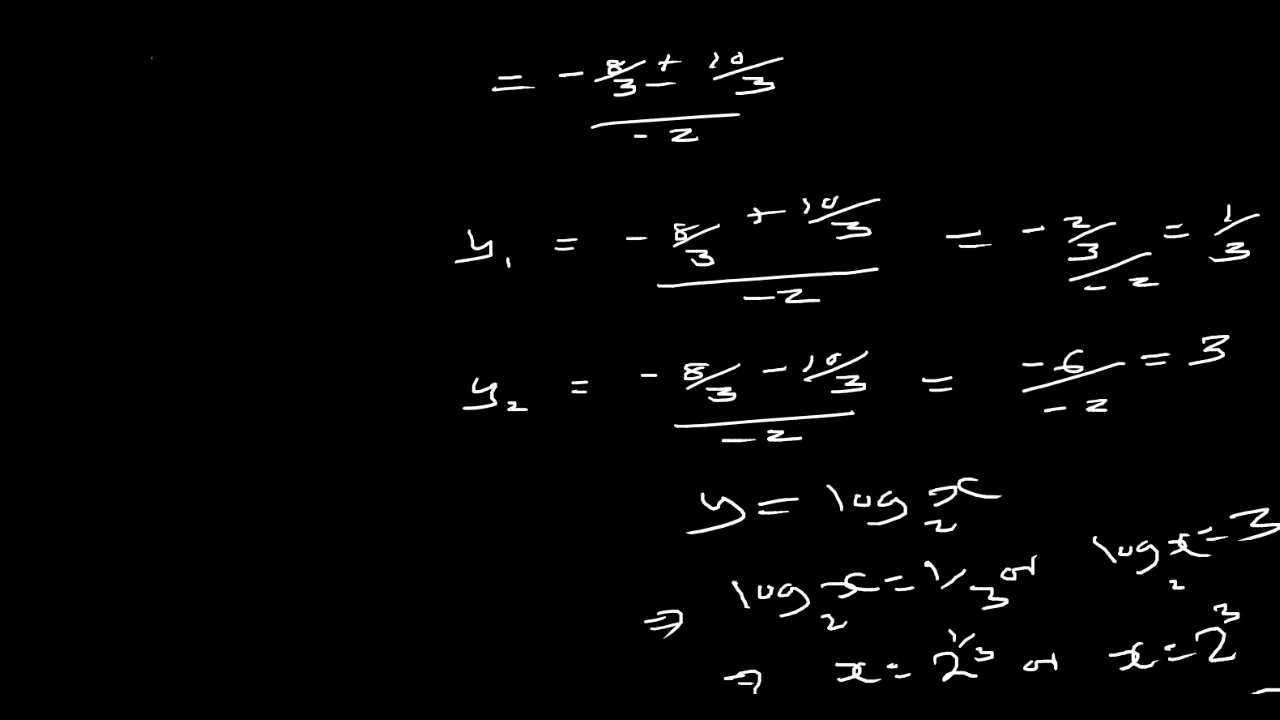 = (-8/3 ± 10/3)/-2
y₁ = (-8/3 + 10/3)/-2 = (-2/3)/-2 = 1/3
y₂ = (-8/3 - 10/3)/-2 = -6/-2 = 3
y = log₂ x
⇒ log₂ x = 1/3 or log₂ x = 3
⇒ x = 2^(1/3) or x = 2³